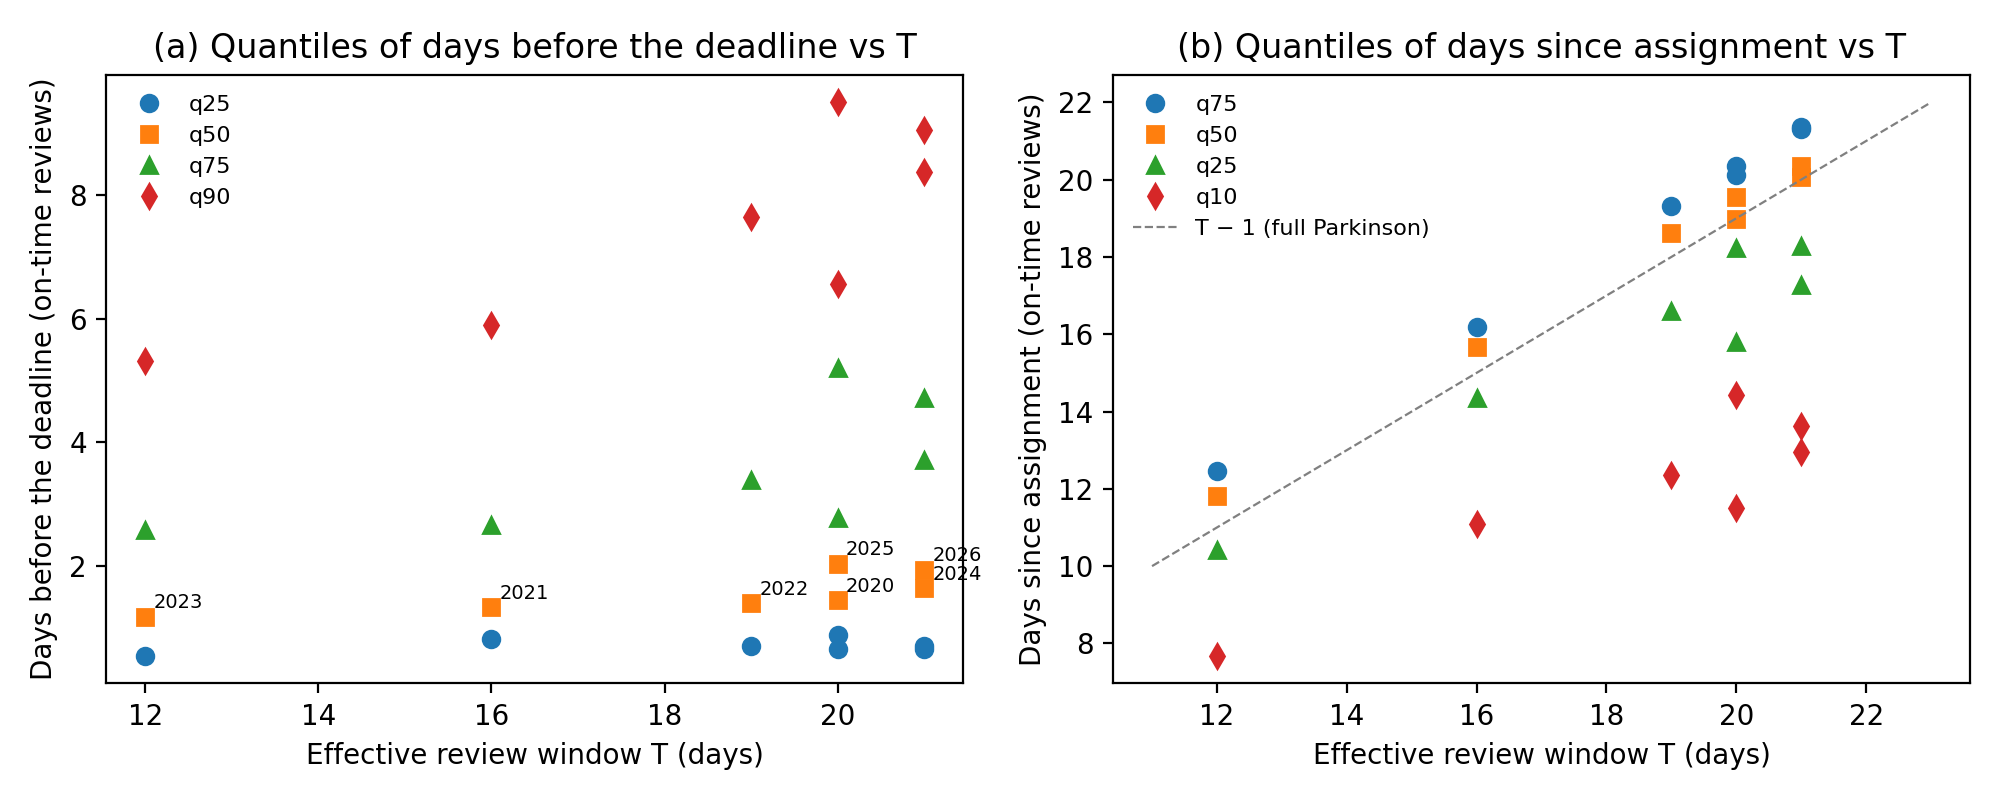 (a) Quantiles of days before the deadline vs T
Days before the deadline (on-time reviews)
q25
q50
q75
q90
8
6
4
2
2023
2021
2022
2025
2020
2026
2024
12
14
16
18
20
Effective review window T (days)
(b) Quantiles of days since assignment vs T
Days since assignment (on-time reviews)
q75
q50
q25
q10
T − 1 (full Parkinson)
22
20
18
16
14
12
10
8
12
14
16
18
20
22
Effective review window T (days)